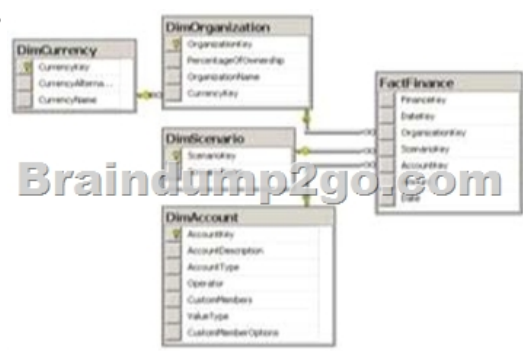 DimCurrency
CurrencyKey
CurrencyAlterna...
CurrencyName
DimOrganization
OrganizationKey
PercentageOfOwnership
OrganizationName
CurrencyKey
DimScenario
ScenarioKey
DimAccount
AccountKey
AccountDescription
AccountType
Operator
CustomMembers
ValueType
CustomMemberOptions
FactFinance
FinanceKey
DateKey
OrganizationKey
ScenarioKey
AccountKey
Date
Braindump2go.com